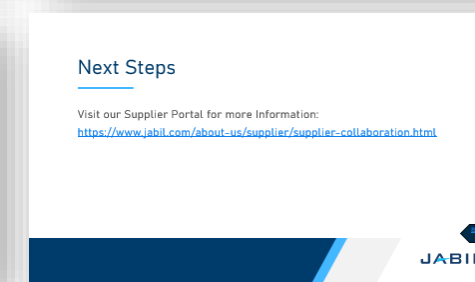 Next Steps
Visit our Supplier Portal for more Information:
https://www.jabil.com/about-us/supplier/supplier-collaboration.html